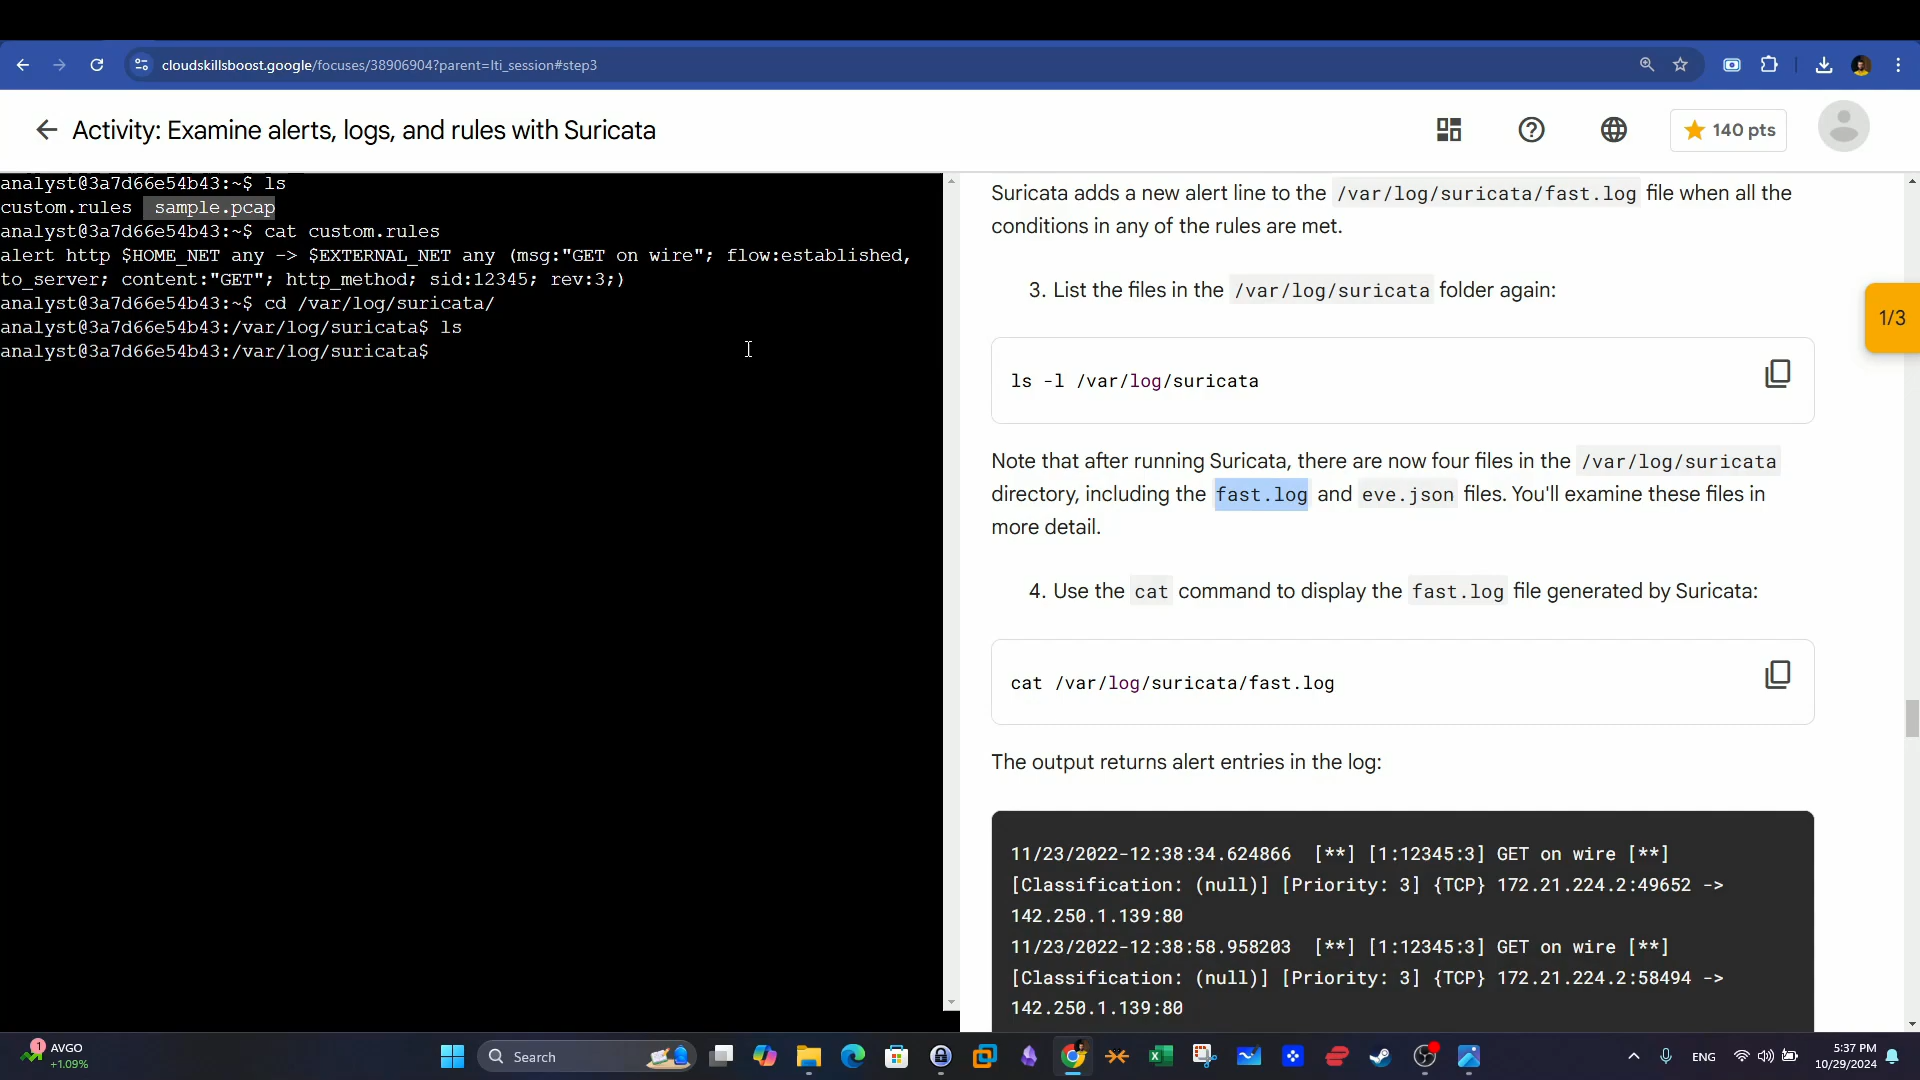 cloudskillsboost.google/focuses/38906904?parent=lti_session#step3
Activity: Examine alerts, logs, and rules with Suricata
140 pts
analyst@3a7d66e54b43:~$ ls
custom.rules  sample.pcap
analyst@3a7d66e54b43:~$ cat custom.rules
alert http $HOME_NET any -> $EXTERNAL_NET any (msg:"GET on wire"; flow:established,
to_server; content:"GET"; http_method; sid:12345; rev:3;)
analyst@3a7d66e54b43:~$ cd /var/log/suricata/
analyst@3a7d66e54b43:/var/log/suricata$ ls
analyst@3a7d66e54b43:/var/log/suricata$
Suricata adds a new alert line to the /var/log/suricata/fast.log file when all the
conditions in any of the rules are met.
3. List the files in the /var/log/suricata folder again:
ls -l /var/log/suricata
Note that after running Suricata, there are now four files in the /var/log/suricata
directory, including the fast.log and eve.json files. You'll examine these files in
more detail.
4. Use the cat command to display the fast.log file generated by Suricata:
cat /var/log/suricata/fast.log
The output returns alert entries in the log:
11/23/2022-12:38:34.624866  [**] [1:12345:3] GET on wire [**]
[Classification: (null)] [Priority: 3] {TCP} 172.21.224.2:49652 ->
142.250.1.139:80
11/23/2022-12:38:58.958203  [**] [1:12345:3] GET on wire [**]
[Classification: (null)] [Priority: 3] {TCP} 172.21.224.2:58494 ->
142.250.1.139:80
1/3
1
AVGO
+1.09%
Search
ENG
5:37 PM
10/29/2024